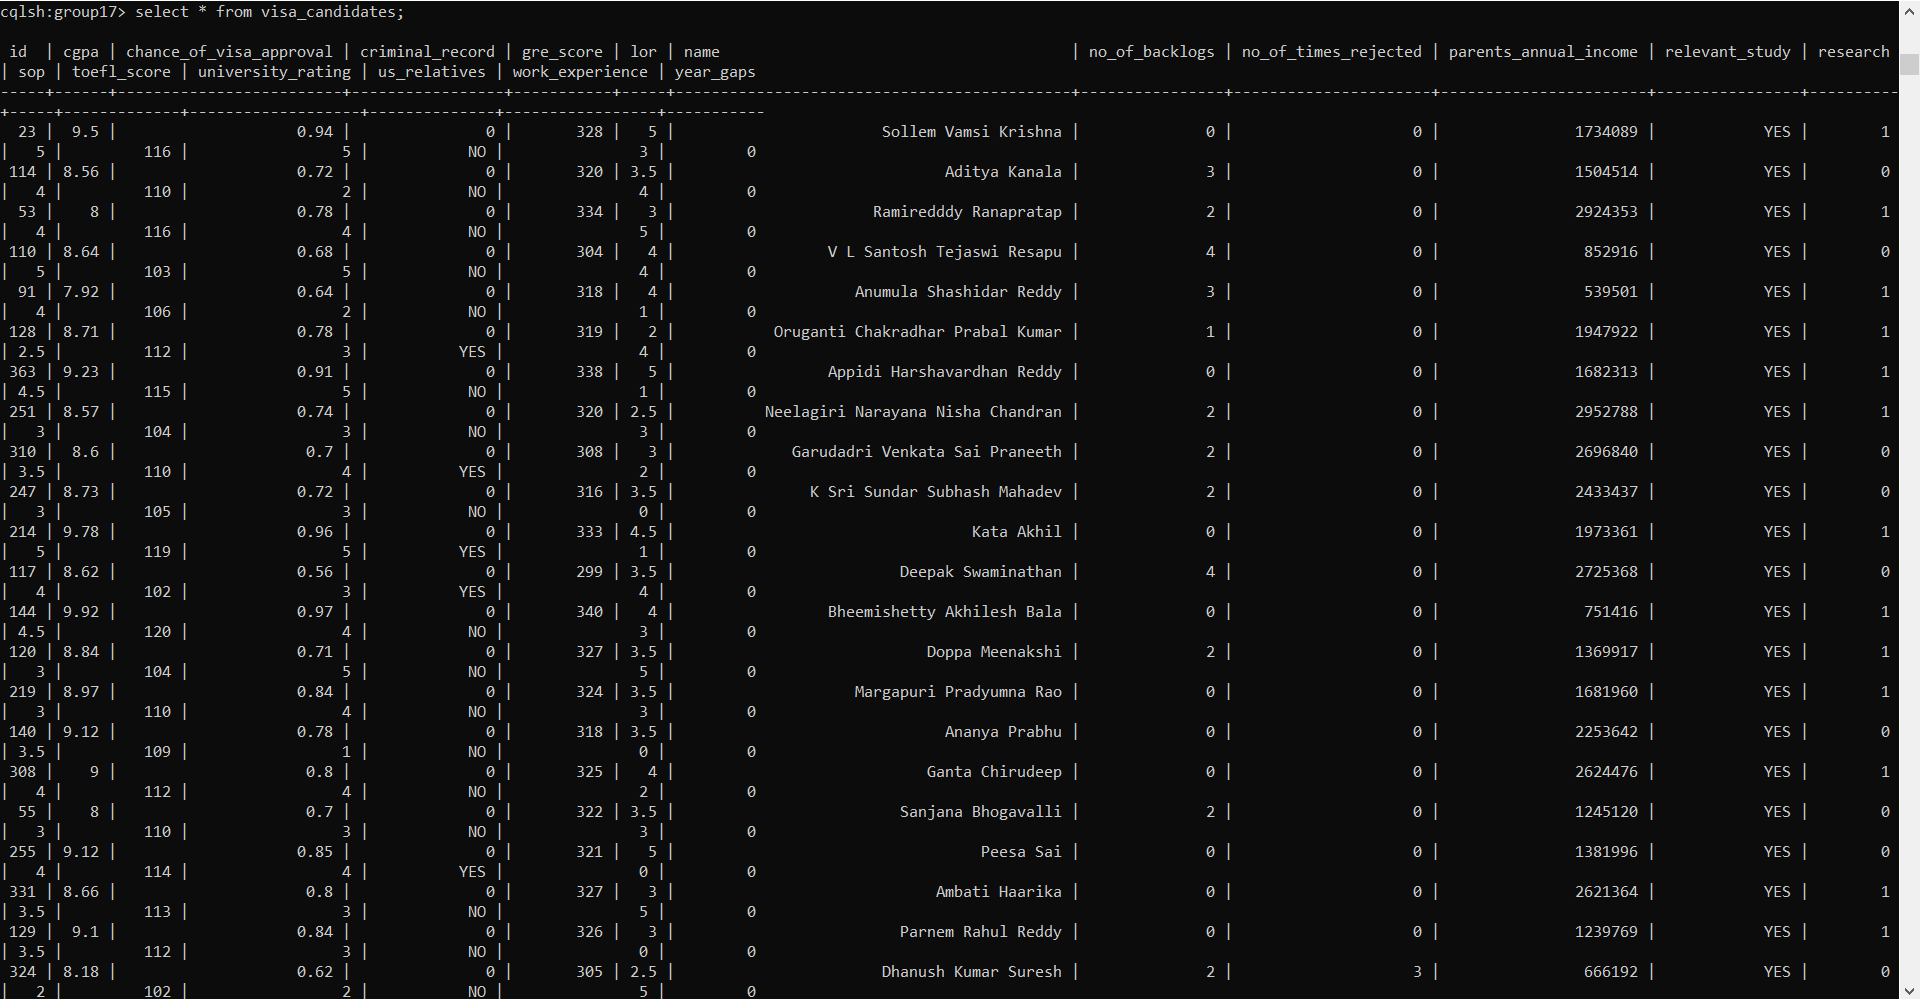 cqlsh:group17> select * from visa_candidates;
id | cgpa | chance_of_visa_approval | criminal_record | gre_score | lor | name | no_of_backlogs | no_of_times_rejected | parents_annual_income | relevant_study | research
| sop | toefl_score | university_rating | us_relatives | work_experience | year_gaps
-----+------+-------------------------+-----------------+-----------+-----+--------------------------------------------+----------------+----------------------+-----------------------+----------------+----------
+-----+-------------+-------------------+--------------+-----------------+-----------
23 | 9.5 | 0.94 | 0 | 328 | 5 | Sollem Vamsi Krishna | 0 | 0 | 1734089 | YES | 1
| 5 | 116 | 5 | NO | 3 | 0
114 | 8.56 | 0.72 | 0 | 320 | 3.5 | Aditya Kanala | 3 | 0 | 1504514 | YES | 0
| 4 | 110 | 2 | NO | 4 | 0
53 | 8 | 0.78 | 0 | 334 | 3 | Ramiredddy Ranapratap | 2 | 0 | 2924353 | YES | 1
| 4 | 116 | 4 | NO | 5 | 0
110 | 8.64 | 0.68 | 0 | 304 | 4 | V L Santosh Tejaswi Resapu | 4 | 0 | 852916 | YES | 0
| 5 | 103 | 5 | NO | 4 | 0
91 | 7.92 | 0.64 | 0 | 318 | 4 | Anumula Shashidar Reddy | 3 | 0 | 539501 | YES | 1
| 4 | 106 | 2 | NO | 1 | 0
128 | 8.71 | 0.78 | 0 | 319 | 2 | Oruganti Chakradhar Prabal Kumar | 1 | 0 | 1947922 | YES | 1
| 2.5 | 112 | 3 | YES | 4 | 0
363 | 9.23 | 0.91 | 0 | 338 | 5 | Appidi Harshavardhan Reddy | 0 | 0 | 1682313 | YES | 1
| 4.5 | 115 | 5 | NO | 1 | 0
251 | 8.57 | 0.74 | 0 | 320 | 2.5 | Neelagiri Narayana Nisha Chandran | 2 | 0 | 2952788 | YES | 1
| 3 | 104 | 3 | NO | 3 | 0
310 | 8.6 | 0.7 | 0 | 308 | 3 | Garudadri Venkata Sai Praneeth | 2 | 0 | 2696840 | YES | 0
| 3.5 | 110 | 4 | YES | 2 | 0
247 | 8.73 | 0.72 | 0 | 316 | 3.5 | K Sri Sundar Subhash Mahadev | 2 | 0 | 2433437 | YES | 0
| 3 | 105 | 3 | NO | 0 | 0
214 | 9.78 | 0.96 | 0 | 333 | 4.5 | Kata Akhil | 0 | 0 | 1973361 | YES | 1
| 5 | 119 | 5 | YES | 1 | 0
117 | 8.62 | 0.56 | 0 | 299 | 3.5 | Deepak Swaminathan | 4 | 0 | 2725368 | YES | 0
| 4 | 102 | 3 | YES | 4 | 0
144 | 9.92 | 0.97 | 0 | 340 | 4 | Bheemishetty Akhilesh Bala | 0 | 0 | 751416 | YES | 1
| 4.5 | 120 | 4 | NO | 3 | 0
120 | 8.84 | 0.71 | 0 | 327 | 3.5 | Doppa Meenakshi | 2 | 0 | 1369917 | YES | 1
| 3 | 104 | 5 | NO | 5 | 0
219 | 8.97 | 0.84 | 0 | 324 | 3.5 | Margapuri Pradyumna Rao | 0 | 0 | 1681960 | YES | 1
| 3 | 110 | 4 | NO | 3 | 0
140 | 9.12 | 0.78 | 0 | 318 | 3.5 | Ananya Prabhu | 0 | 0 | 2253642 | YES | 0
| 3.5 | 109 | 1 | NO | 0 | 0
308 | 9 | 0.8 | 0 | 325 | 4 | Ganta Chirudeep | 0 | 0 | 2624476 | YES | 1
| 4 | 112 | 4 | NO | 2 | 0
55 | 8 | 0.7 | 0 | 322 | 3.5 | Sanjana Bhogavalli | 2 | 0 | 1245120 | YES | 0
| 3 | 110 | 3 | NO | 3 | 0
255 | 9.12 | 0.85 | 0 | 321 | 5 | Peesa Sai | 0 | 0 | 1381996 | YES | 0
| 4 | 114 | 4 | YES | 0 | 0
331 | 8.66 | 0.8 | 0 | 327 | 3 | Ambati Haarika | 0 | 0 | 2621364 | YES | 1
| 3.5 | 113 | 3 | NO | 5 | 0
129 | 9.1 | 0.84 | 0 | 326 | 3 | Parnem Rahul Reddy | 0 | 0 | 1239769 | YES | 1
| 3.5 | 112 | 3 | NO | 0 | 0
324 | 8.18 | 0.62 | 0 | 305 | 2.5 | Dhanush Kumar Suresh | 2 | 3 | 666192 | YES | 0
| 2 | 102 | 2 | NO | 5 | 0